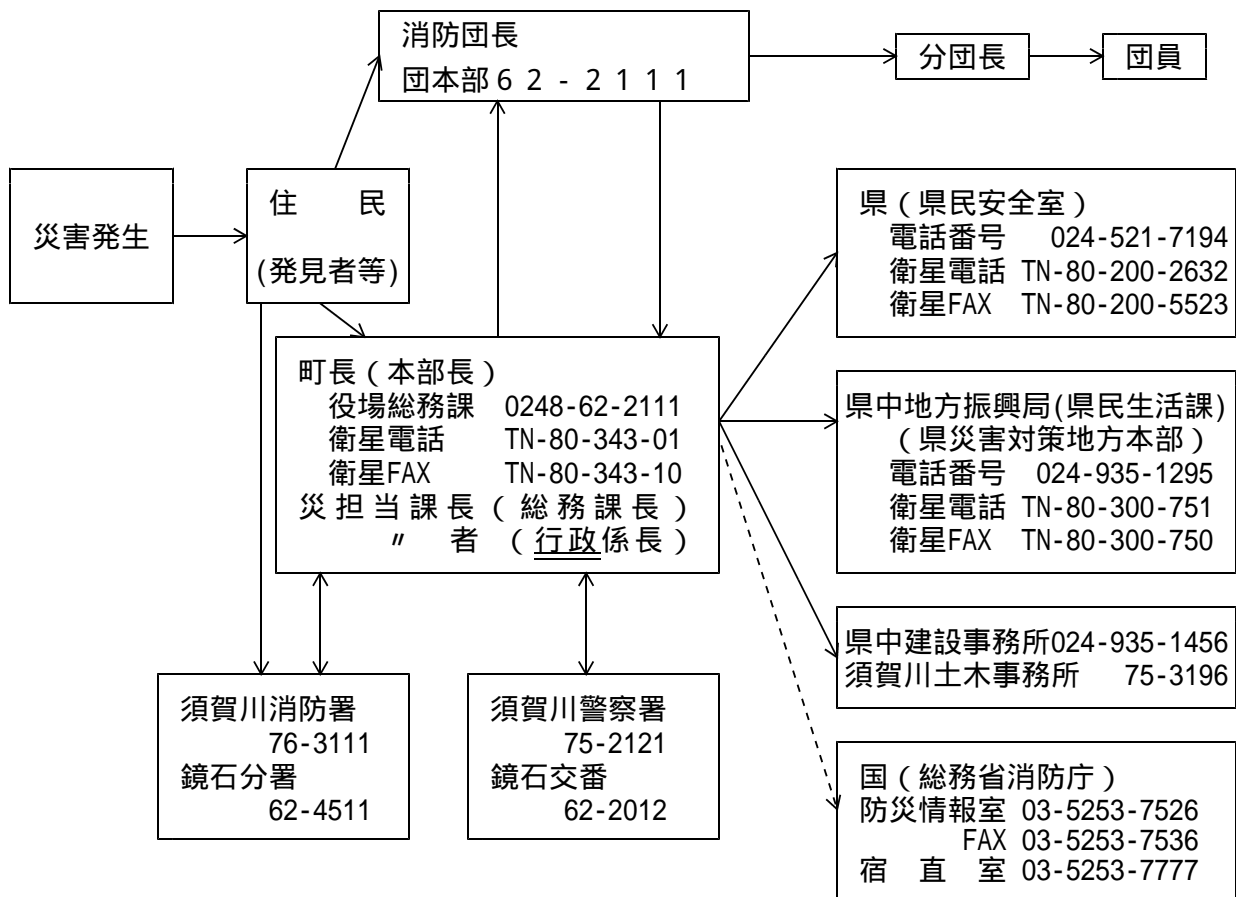 消防団長
団本部６２-２１１１
分団長
団員
災害発生
住　民
(発見者等)
県（県民安全室）
電話番号　024-521-7194
衛星電話　TN-80-200-2632
衛星FAX　TN-80-200-5523
町長（本部長）
役場総務課　0248-62-2111
衛星電話　TN-80-343-01
衛星FAX　TN-80-343-10
災担当課長（総務課長）
〃　者　（行政係長）
県中地方振興局(県民生活課)
（県災害対策地方本部）
電話番号　024-935-1295
衛星電話　TN-80-300-751
衛星FAX　TN-80-300-750
県中建設事務所024-935-1456
須賀川土木事務所　75-3196
須賀川消防署
76-3111
鏡石分署
62-4511
須賀川警察署
75-2121
鏡石交番
62-2012
国（総務省消防庁）
防災情報室 03-5253-7526
FAX 03-5253-7536
宿　直　室 03-5253-7777